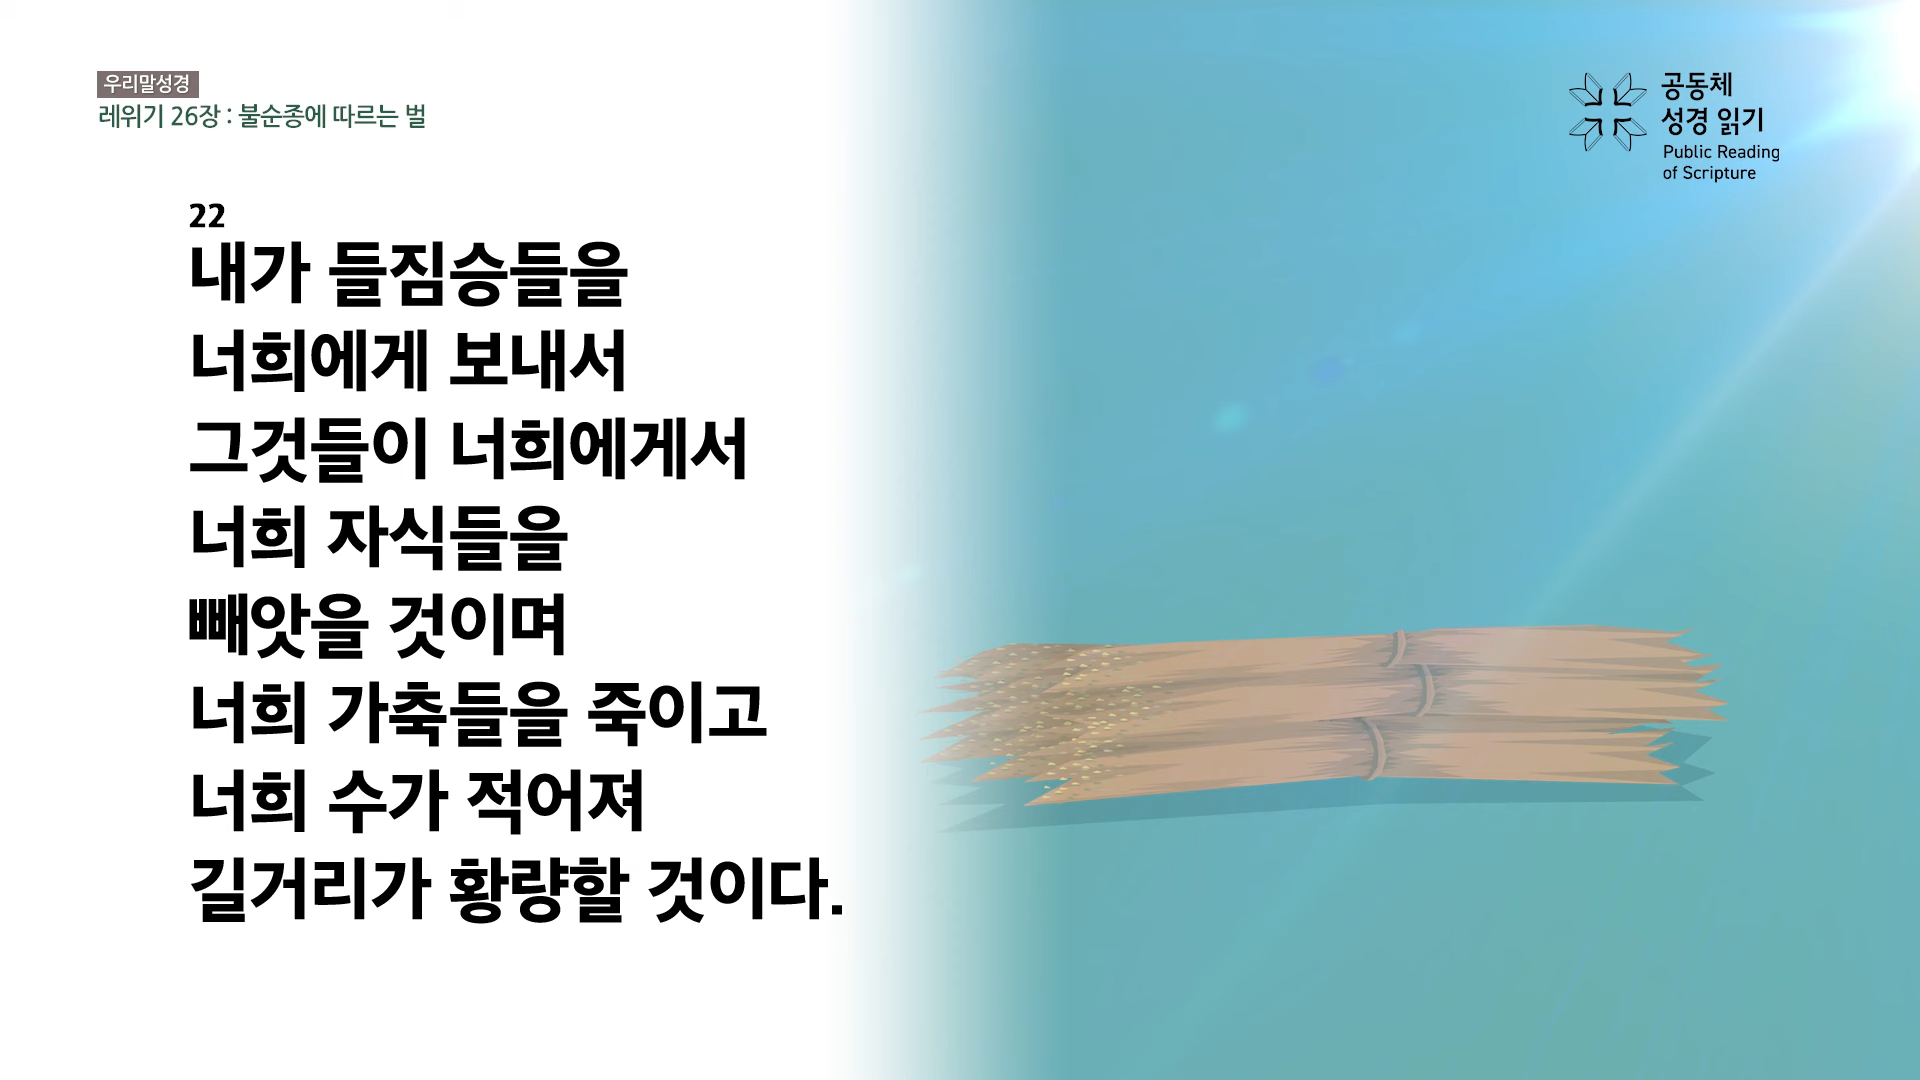 우리말성경
레위기 26장 : 불순종에 따르는 벌
공동체
성경 읽기
Public Reading
of Scripture
22
내가 들짐승들을
너희에게 보내서
그것들이 너희에게서
너희 자식들을
빼앗을 것이며
너희 가축들을 죽이고
너희 수가 적어져
길거리가 황량할 것이다.